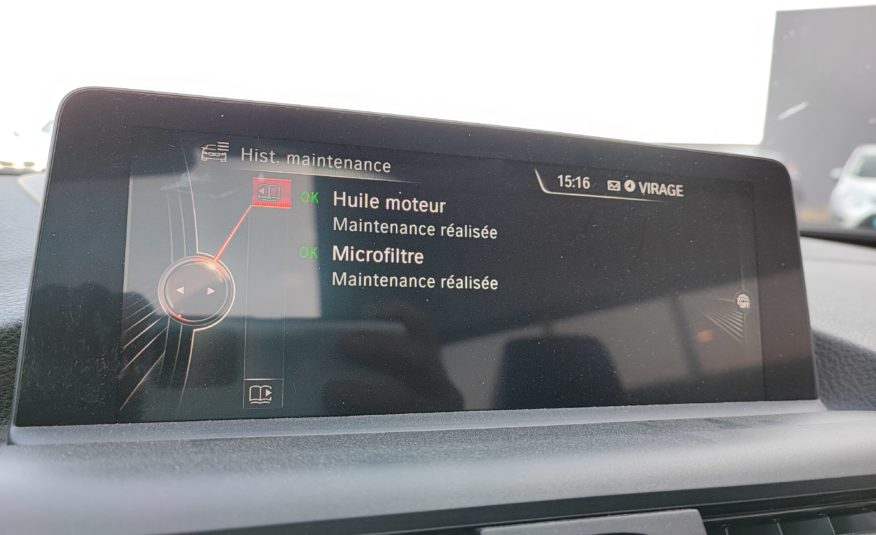 Hist. maintenance
15:16 VIRAGE
OK Huile moteur
Maintenance réalisée
OK Microfiltre
Maintenance réalisée